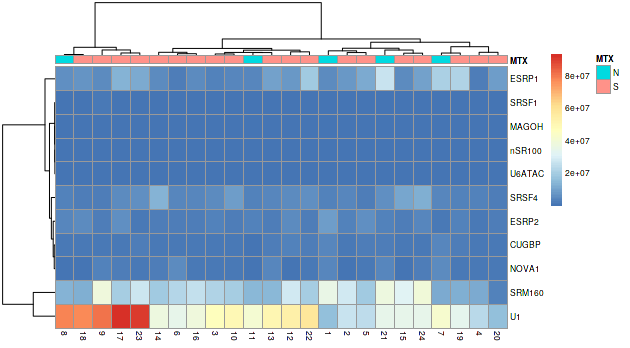 MTX
ESRP1
SRSF1
MAGOH
nSR100
U6ATAC
SRSF4
ESRP2
CUGBP
NOVA1
SRM160
U1
8 18 9 17 23 14 6 16 3 10 11 13 12 22 1 2 5 21 15 24 7 19 4 20
8e+07
6e+07
4e+07
2e+07
MTX
N
S